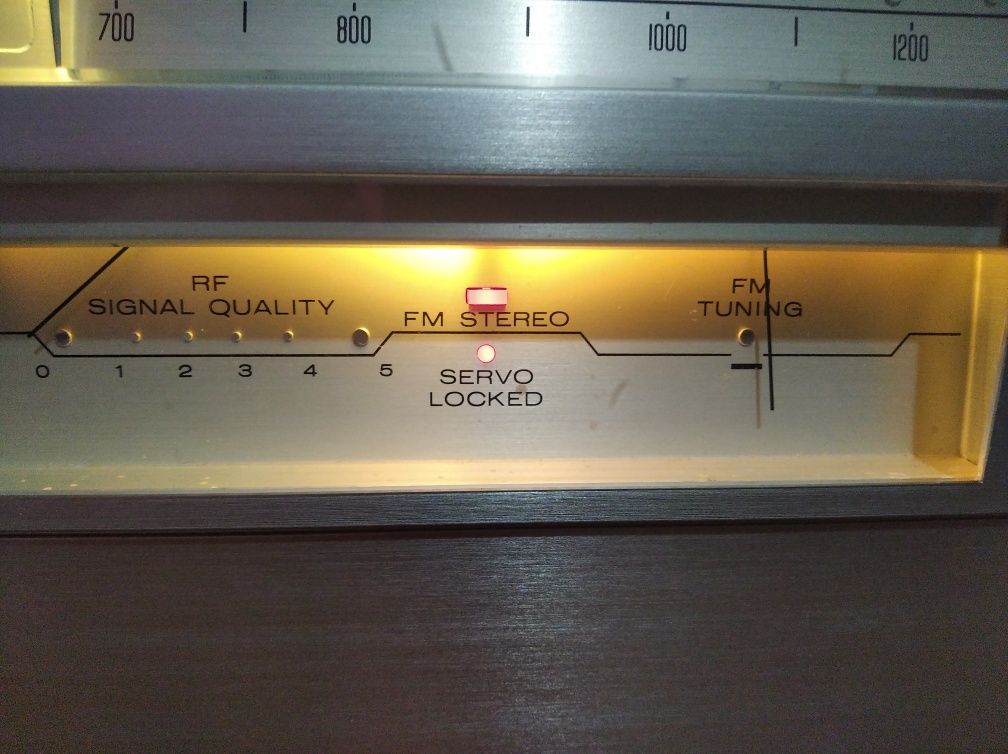 700 800 1000 1200
RF
SIGNAL QUALITY
FM STEREO
FM
TUNING
0 1 2 3 4 5
SERVO
LOCKED